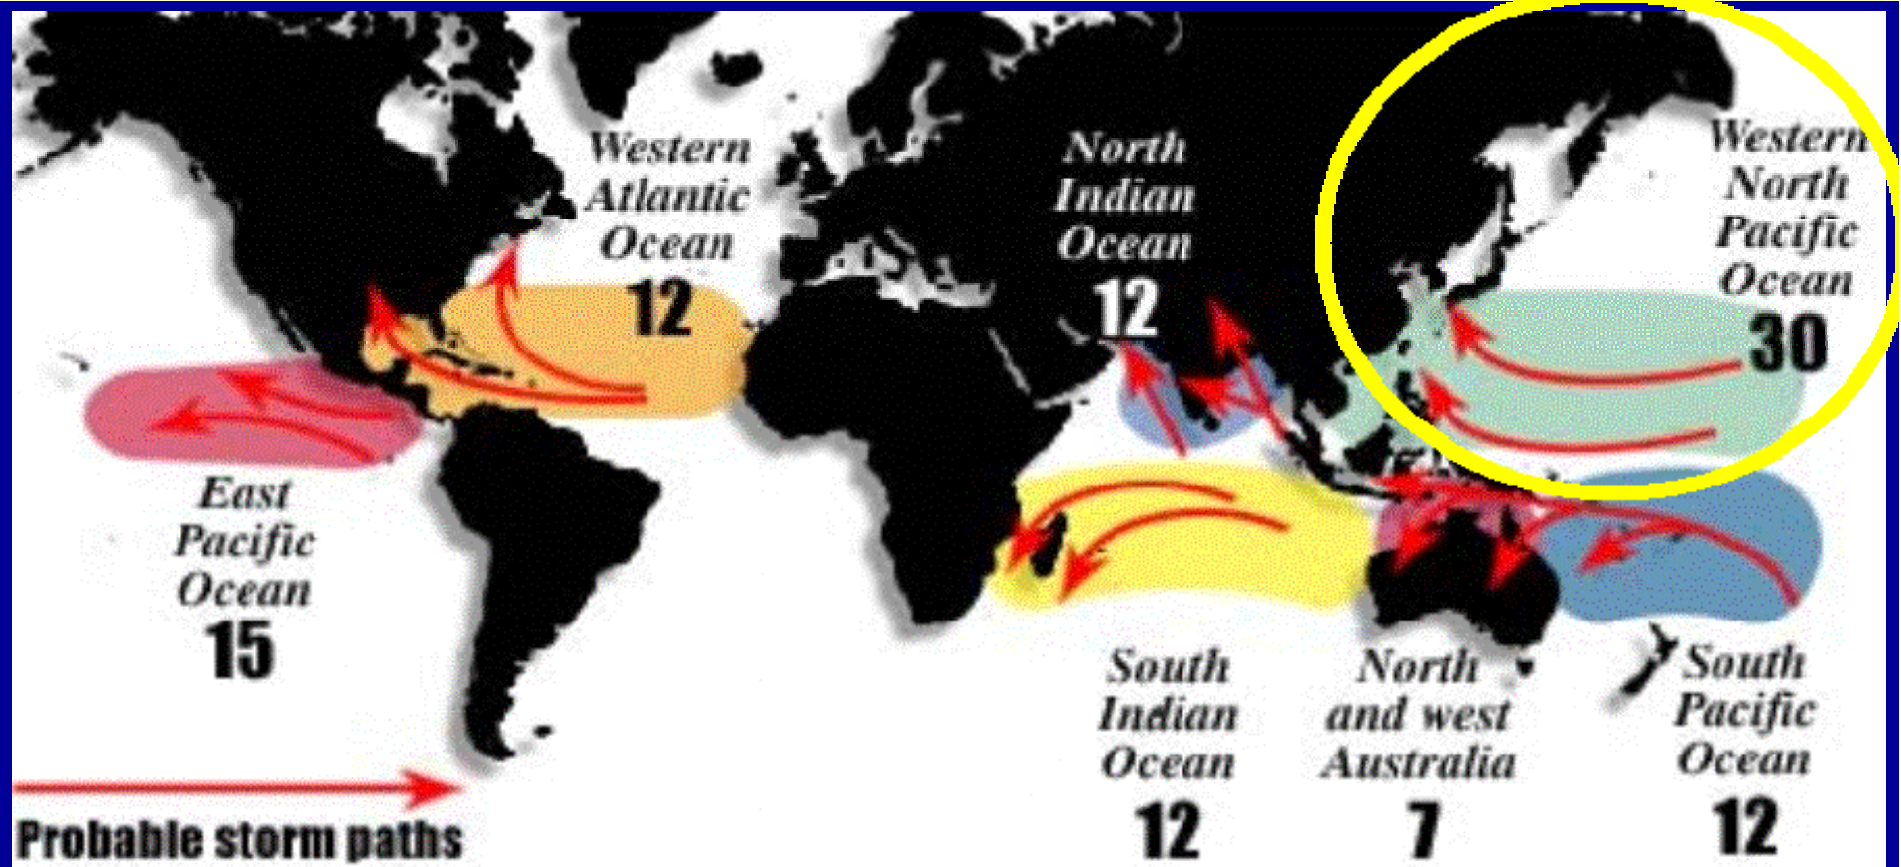 Western
Atlantic
Ocean
12
North
Indian
Ocean
12
Western
North
Pacific
Ocean
30
East
Pacific
Ocean
15
South
Indian
Ocean
12
North
and west
Australia
7
South
Pacific
Ocean
12
Probable storm paths